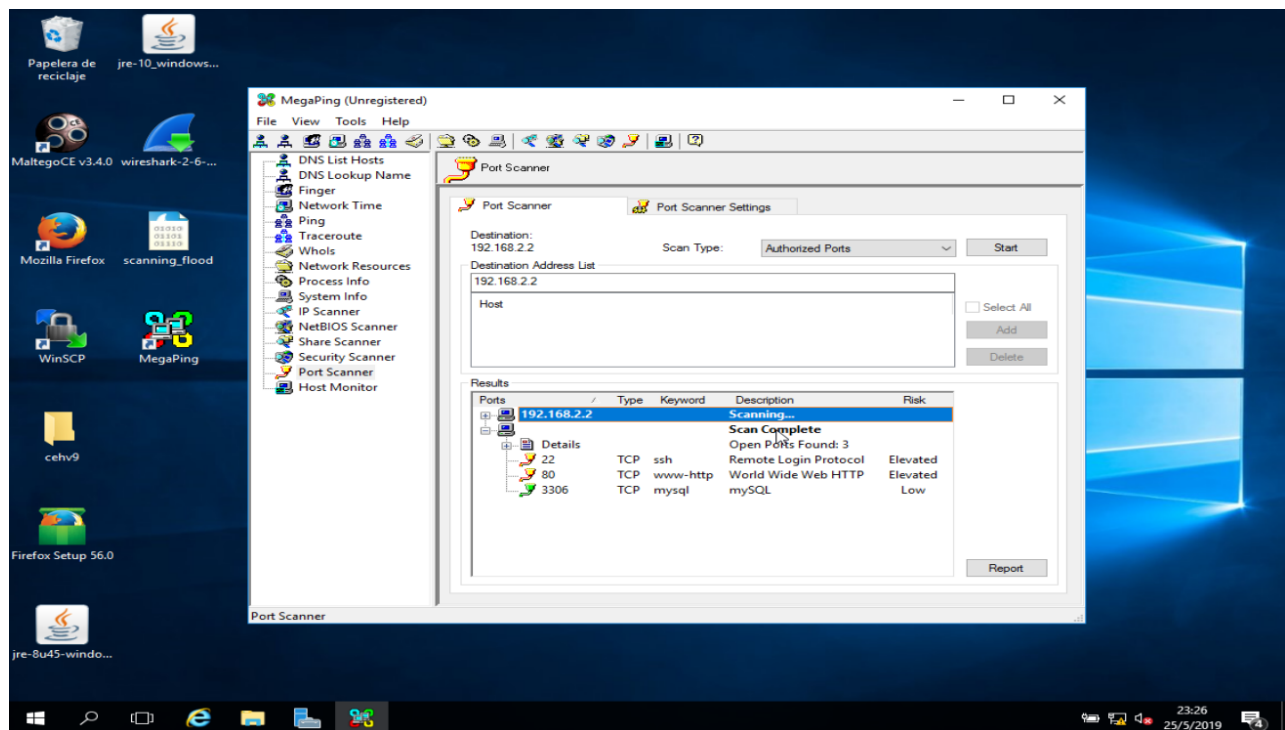 Papelera de
reciclaje
jre-10_windows...
MaltegoCE v3.4.0
wireshark-2-6-...
Mozilla Firefox
01010
01101
01110
scanning_flood
WinSCP
MegaPing
cehv9
Firefox Setup 56.0
jre-8u45-windo...
MegaPing (Unregistered)
File View Tools Help
DNS List Hosts
DNS Lookup Name
Finger
Network Time
Ping
Traceroute
WhoIs
Network Resources
Process Info
System Info
IP Scanner
NetBIOS Scanner
Share Scanner
Security Scanner
Port Scanner
Host Monitor
Port Scanner
Port Scanner
Port Scanner Settings
Destination:
192.168.2.2
Scan Type: Authorized Ports
Start
Destination Address List
192.168.2.2
Host
Select All
Add
Delete
Results
Ports Type Keyword Description Risk
192.168.2.2 Scanning...
Scan Complete
Details Open Ports Found: 3
22 TCP ssh Remote Login Protocol Elevated
80 TCP www-http World Wide Web HTTP Elevated
3306 TCP mysql mySQL Low
Report
Port Scanner
23:26
25/5/2019
4